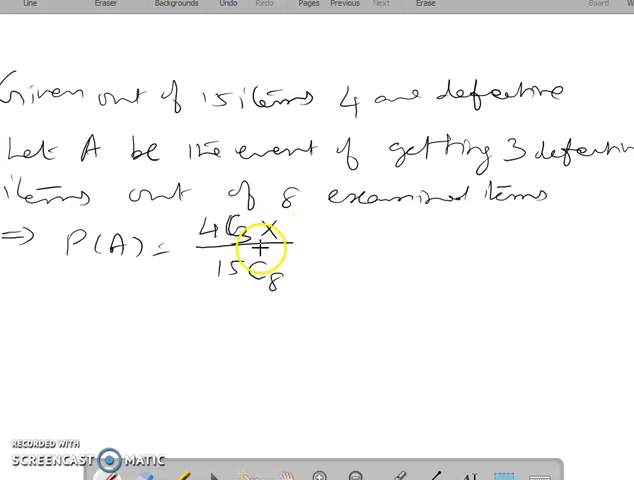 Line Eraser Backgrounds Undo Redo Pages Previous Next Erase Board
Given out of 15 items 4 are defective
Let A be the event of getting 3 defective
items out of 8 examined items
=> P(A) = 4C3 X
15C8
RECORDED WITH
SCREENCAST MATIC